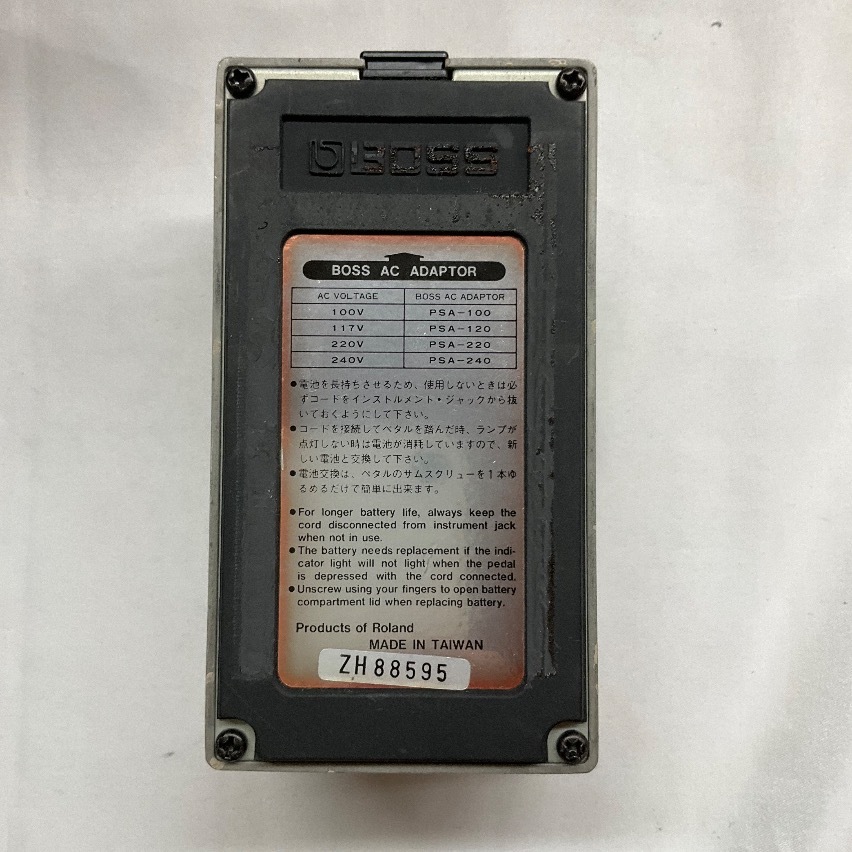 BOSS
BOSS AC ADAPTOR
AC VOLTAGE BOSS AC ADAPTOR
100V PSA-100
117V PSA-120
220V PSA-220
240V PSA-240
●電池を長持ちさせるため、使用しないときは必
ずコードをインストルメント・ジャックから抜
いておくようにして下さい。
●コードを接続してペタルを踏んだ時、ランプが
点灯しない時は電池が消耗していますので、新
しい電池と交換して下さい。
●電池交換は、ペタルのサムスクリューを1本ゆ
るめるだけで簡単に出来ます。
●For longer battery life, always keep the
cord disconnected from instrument jack
when not in use.
●The battery needs replacement if the indi-
cator light will not light when the pedal
is depressed with the cord connected.
●Unscrew using your fingers to open battery
compartment lid when replacing battery.
Products of Roland
MADE IN TAIWAN
ZH88595